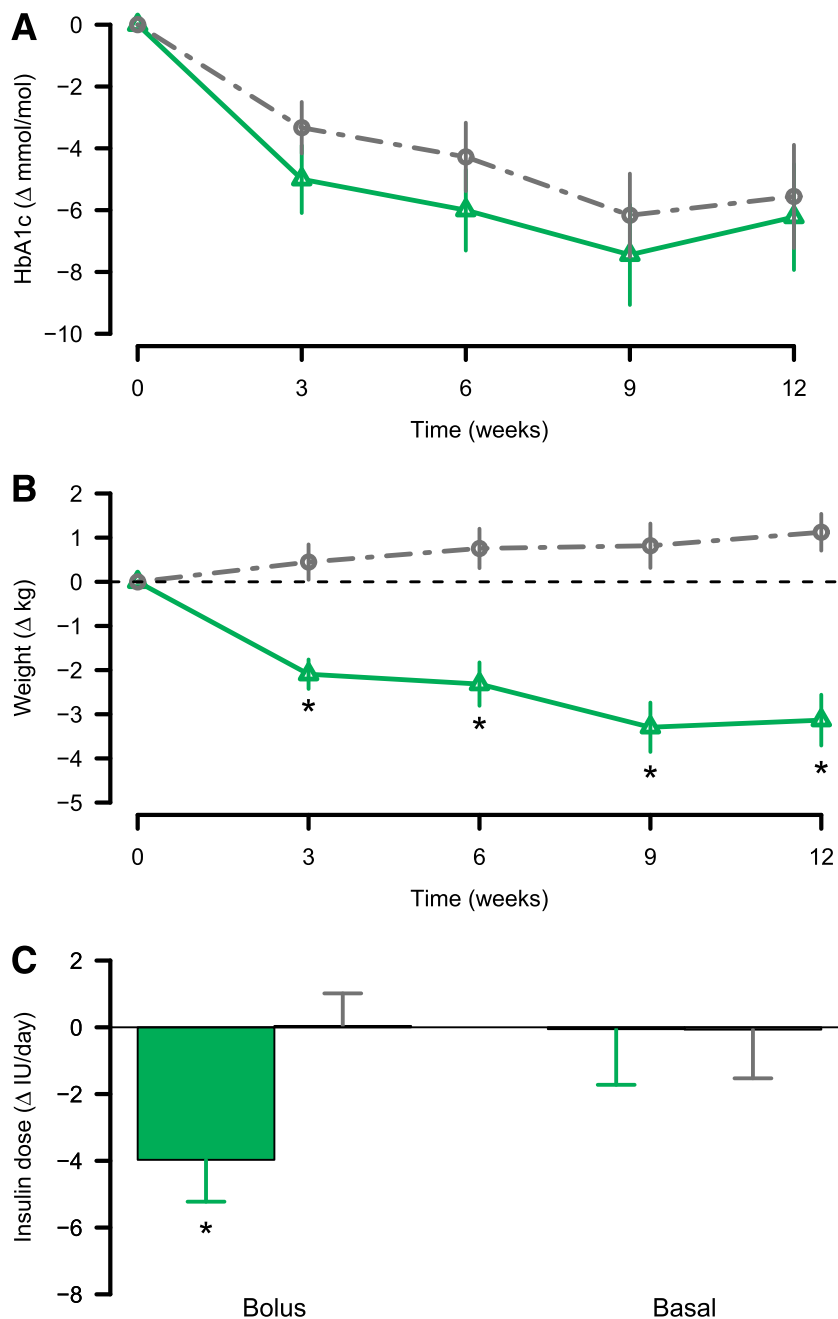 A
HbA1c (Δ mmol/mol)
0
−2
−4
−6
−8
−10
0 3 6 9 12
Time (weeks)
B
Weight (Δ kg)
2
1
0
−1
−2
−3
−4
−5
* * * *
0 3 6 9 12
Time (weeks)
C
Insulin dose (Δ IU/day)
2
0
−2
−4
−6
−8
*
Bolus Basal